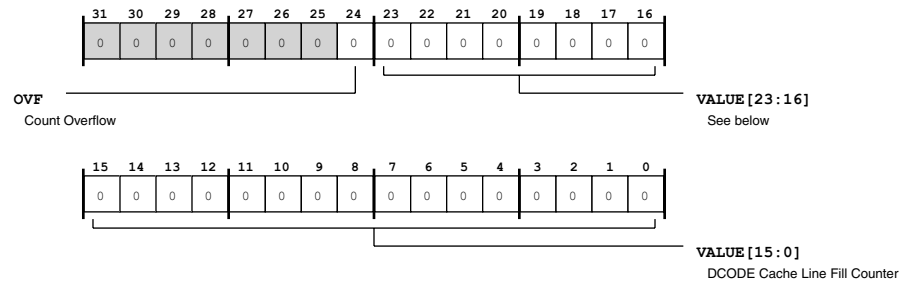 31 30 29 28 27 26 25 24 23 22 21 20 19 18 17 16
0 0 0 0 0 0 0 0 0 0 0 0 0 0 0 0
OVF
Count Overflow
VALUE[23:16]
See below
15 14 13 12 11 10 9 8 7 6 5 4 3 2 1 0
0 0 0 0 0 0 0 0 0 0 0 0 0 0 0 0
VALUE[15:0]
DCODE Cache Line Fill Counter